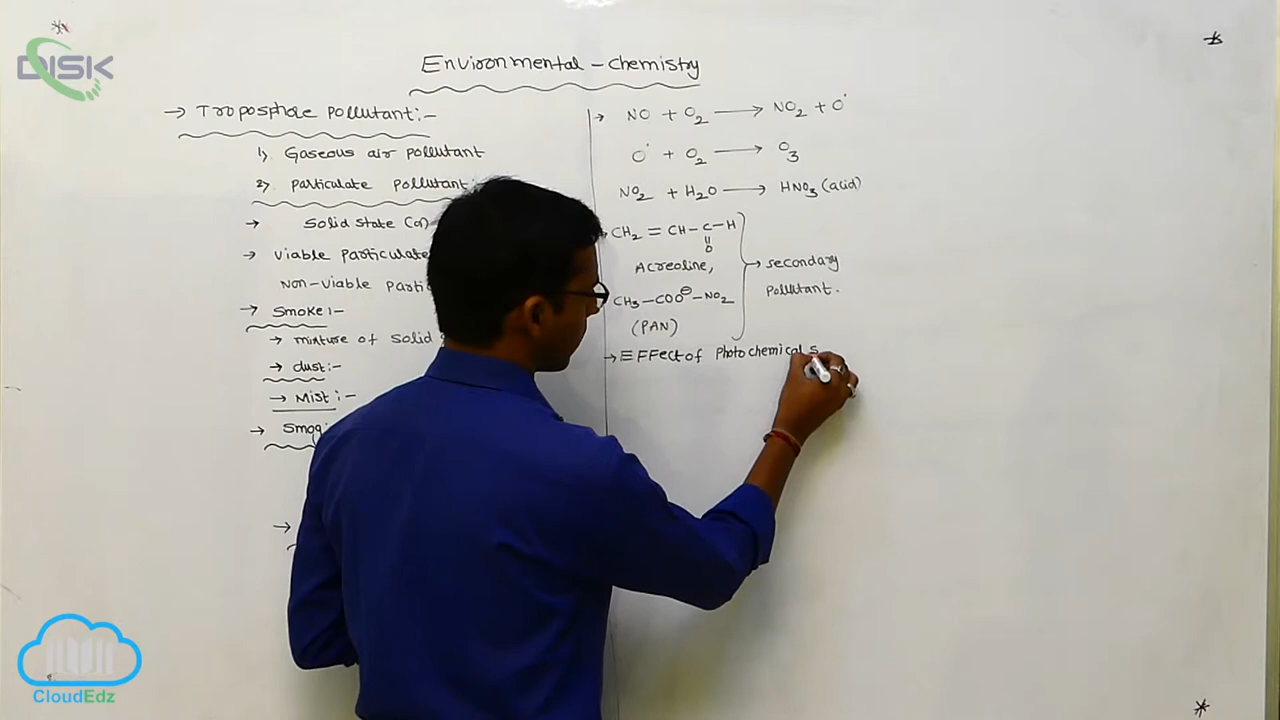 DISK
Environmental - chemistry
→ Troposphere pollutant:-
1) Gaseous air pollutant
2) particulate pollutant:
→ Solid state (or)
→ viable particulate
Non-viable parti
→ Smoke:-
→ mixture of solid
→ dust:-
→ Mist:-
→ Smog:
→
→ NO + O₂ ⟶ NO₂ + O˙
O˙ + O₂ ⟶ O₃
NO₂ + H₂O ⟶ HNO₃ (acid)
CH₂ = CH - C - H
|| 
O
Acreoline,
→ secondary
pollutant.
CH₃ - COO⊖ - NO₂
(PAN)
→ EFFect of photochemical S
CloudEdz